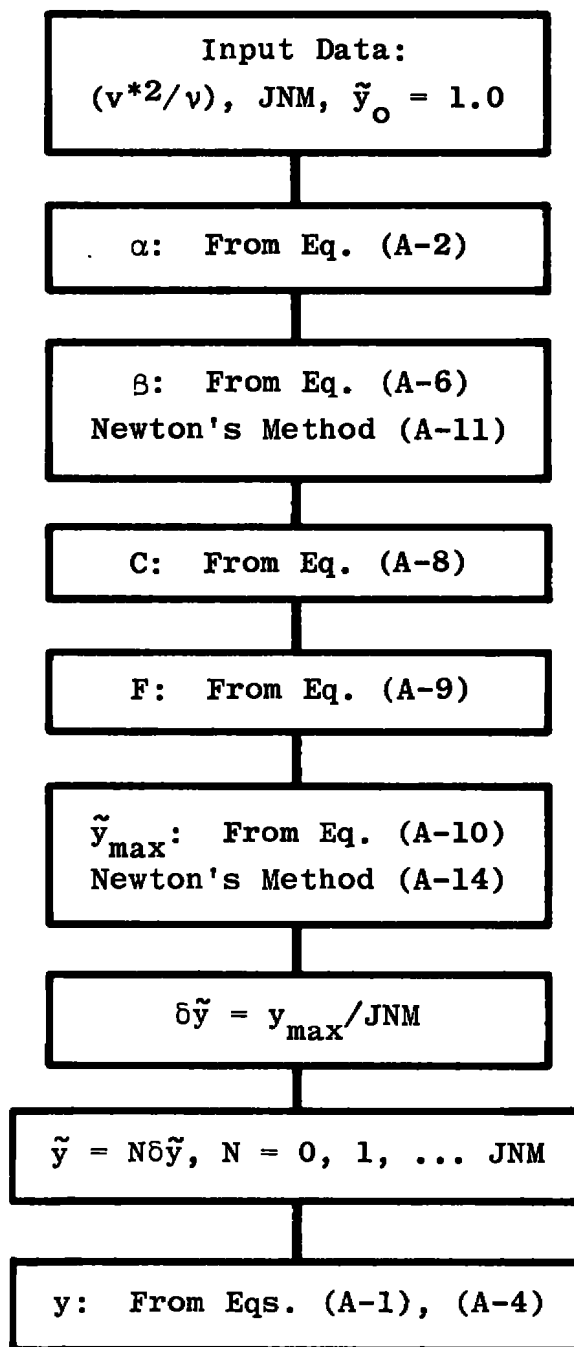 Input Data:
(v*2/ν), JNM, ỹo = 1.0
α: From Eq. (A-2)
β: From Eq. (A-6)
Newton's Method (A-11)
C: From Eq. (A-8)
F: From Eq. (A-9)
ỹmax: From Eq. (A-10)
Newton's Method (A-14)
δỹ = ymax/JNM
ỹ = Nδỹ, N = 0, 1, ... JNM
y: From Eqs. (A-1), (A-4)